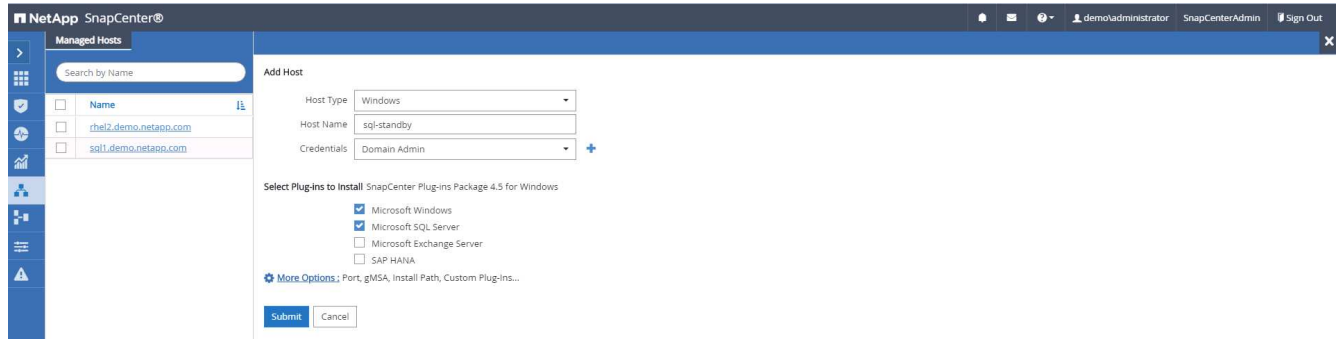 NetApp SnapCenter®
demo\administrator SnapCenterAdmin Sign Out
Managed Hosts
Search by Name
Name
rhel2.demo.netapp.com
sql1.demo.netapp.com
Add Host
Host Type Windows
Host Name sql-standby
Credentials Domain Admin
Select Plug-ins to Install SnapCenter Plug-ins Package 4.5 for Windows
Microsoft Windows
Microsoft SQL Server
Microsoft Exchange Server
SAP HANA
More Options : Port, gMSA, Install Path, Custom Plug-Ins...
Submit Cancel